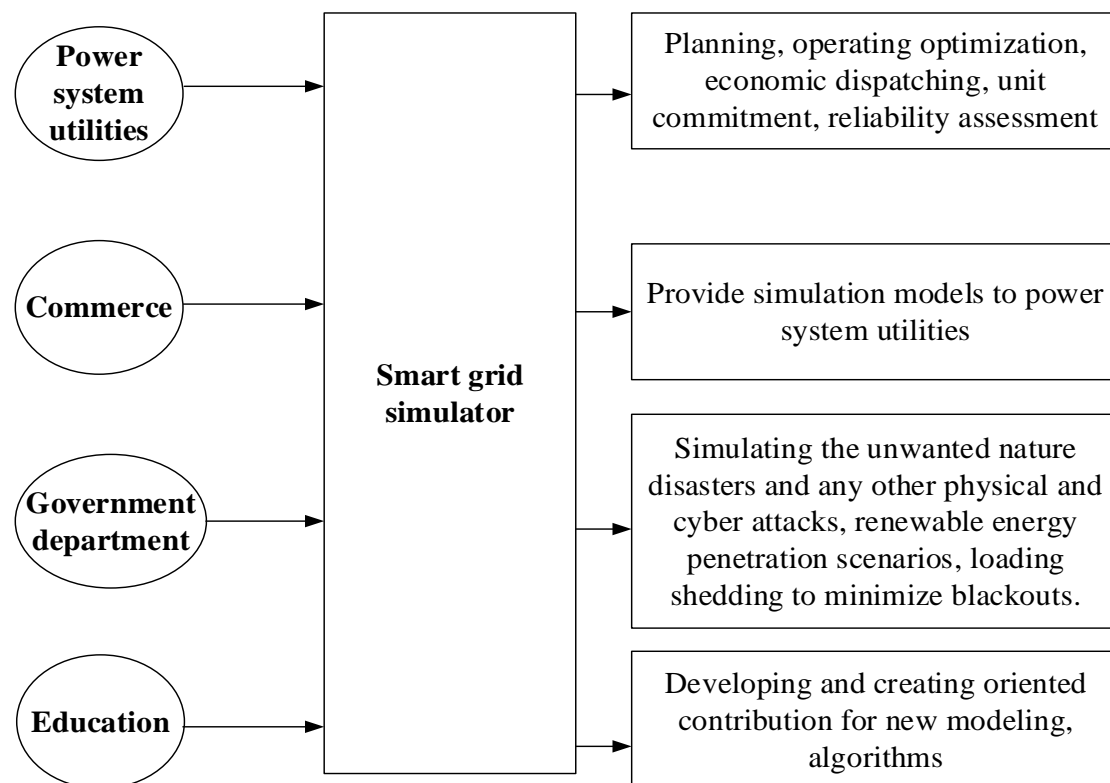 Power
system
utilities
Planning, operating optimization,
economic dispatching, unit
commitment, reliability assessment
Commerce
Provide simulation models to power
system utilities
Smart grid
simulator
Government
department
Simulating the unwanted nature
disasters and any other physical and
cyber attacks, renewable energy
penetration scenarios, loading
shedding to minimize blackouts.
Education
Developing and creating oriented
contribution for new modeling,
algorithms